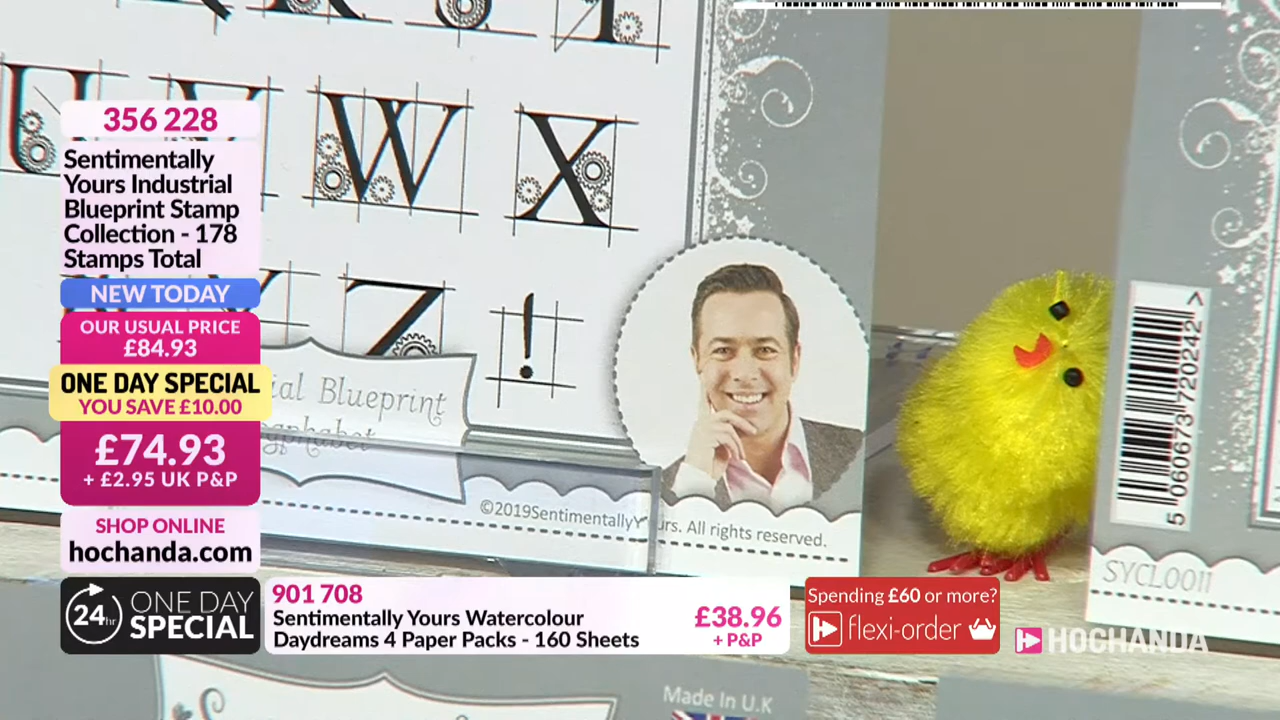 U V W X
Z !
ial Blueprint
©2019SentimentallyY urs. All rights reserved.
356 228
Sentimentally
Yours Industrial
Blueprint Stamp
Collection - 178
Stamps Total
NEW TODAY
OUR USUAL PRICE
£84.93
ONE DAY SPECIAL
YOU SAVE £10.00
£74.93
+ £2.95 UK P&P
SHOP ONLINE
hochanda.com
24hr ONE DAY
SPECIAL
901 708
Sentimentally Yours Watercolour
Daydreams 4 Paper Packs - 160 Sheets
£38.96
+ P&P
Spending £60 or more?
flexi-order
HOCHANDA
5 060673 720242 >
SYCL0011
Made In U.K